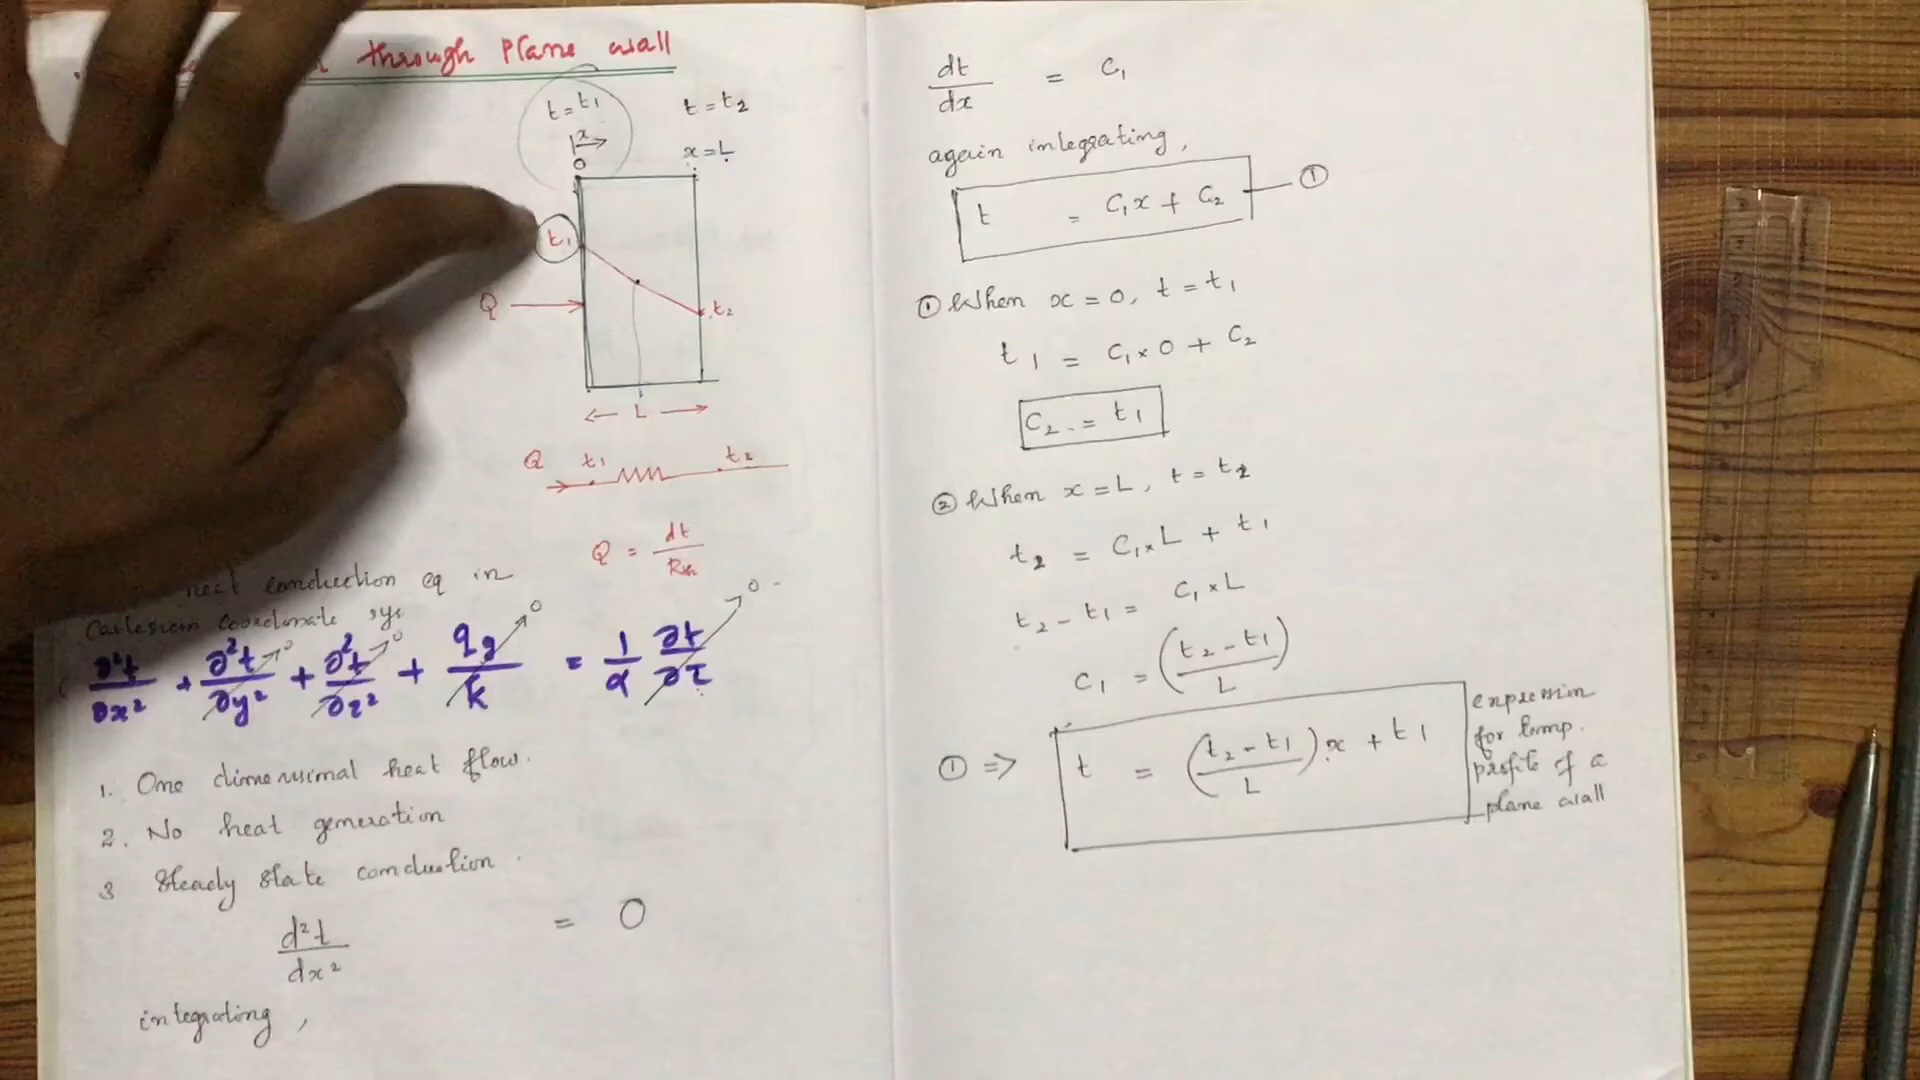 through Plane wall
t = t1 t = t2
x
0 x = L
t1
Q t2
L
Q t1 t2
Q = dt / Rth
heat conduction eq in
Cartesian Coordinate sys
∂²t/∂x² + ∂²t/∂y² ↗0 + ∂²t/∂z² ↗0 + qg/k ↗0 = 1/α ∂t/∂τ ↗0
1. One dimensional heat flow.
2. No heat generation
3 Steady state conduction.
d²t/dx² = 0
integrating,
dt/dx = C1
again integrating,
t = C1x + C2 — ①
① When x = 0, t = t1
t1 = C1 × 0 + C2
C2 = t1
② When x = L, t = t2
t2 = C1 × L + t1
t2 - t1 = C1 × L
C1 = (t2 - t1 / L)
① => t = (t2 - t1 / L) x + t1
expression
for temp.
profile of a
plane wall